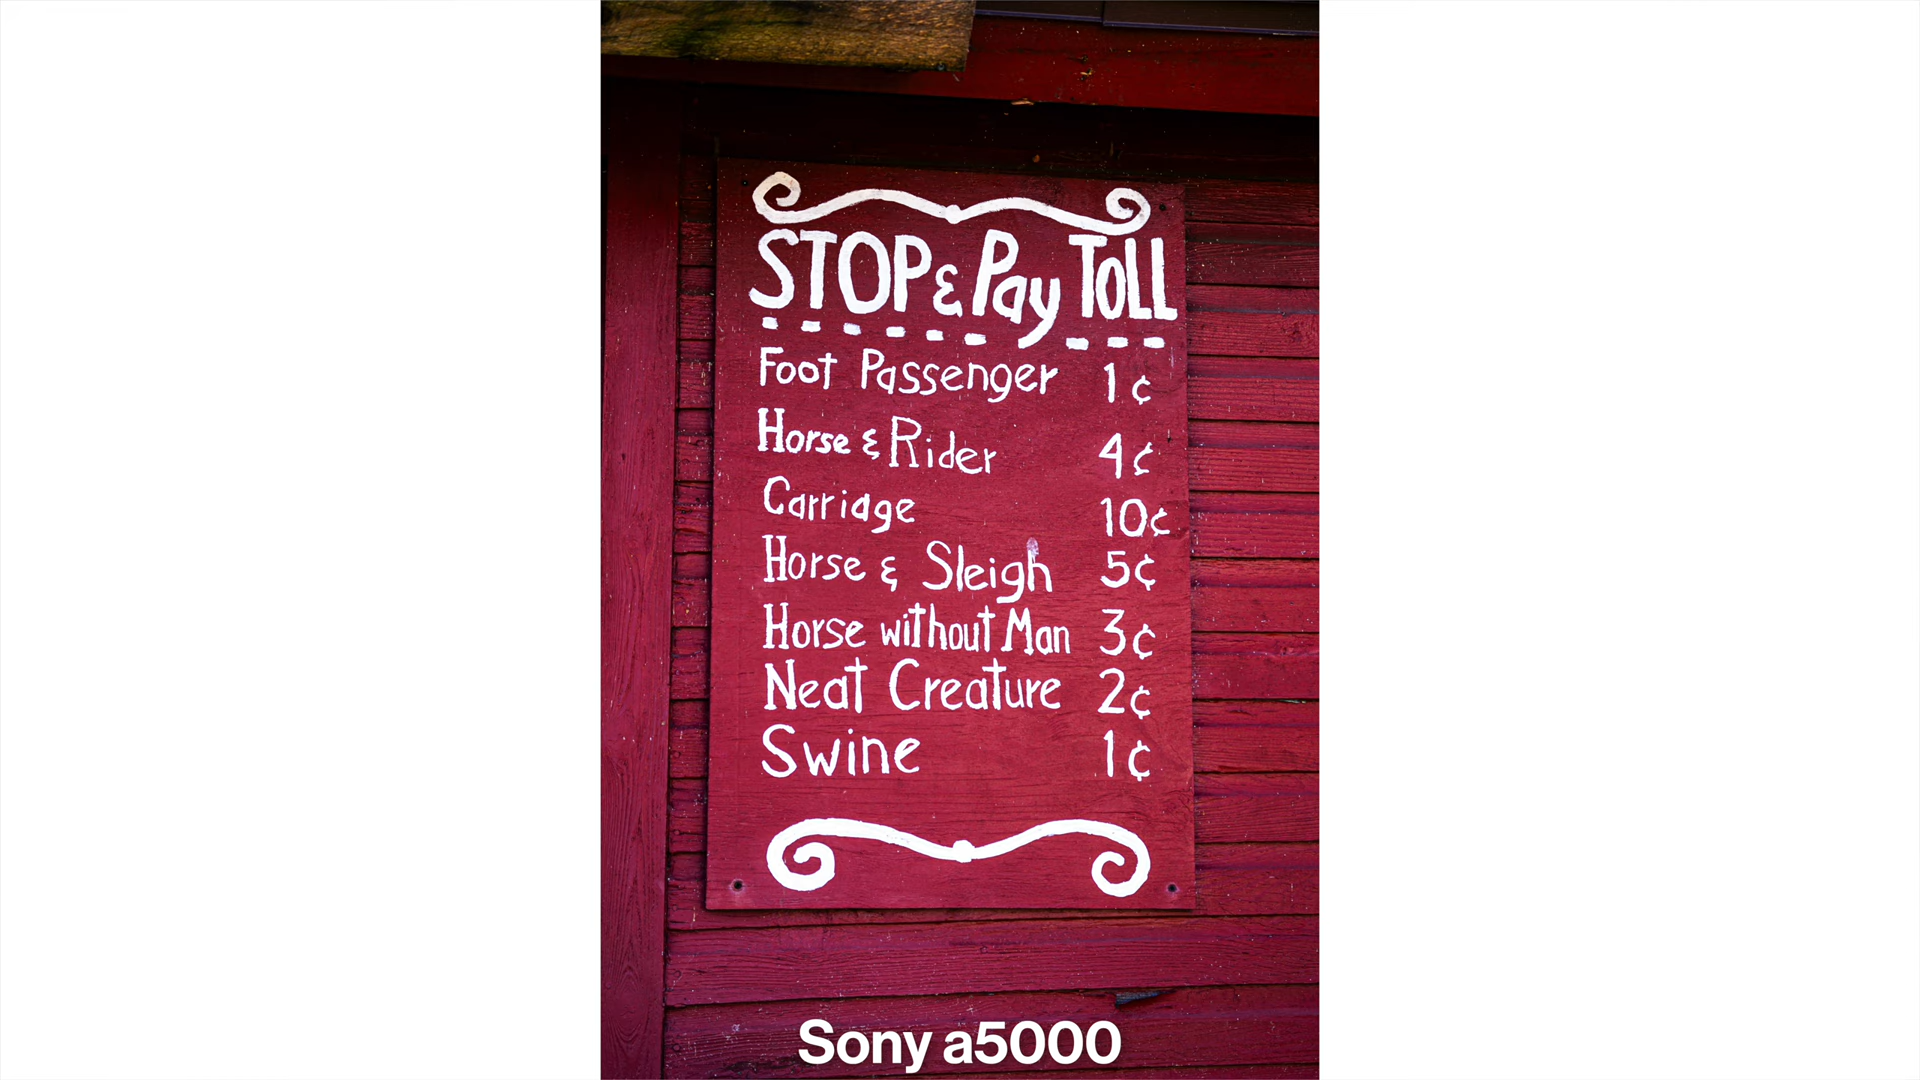 STOP & Pay TOLL
Foot Passenger 1¢
Horse & Rider 4¢
Carriage 10¢
Horse & Sleigh 5¢
Horse without Man 3¢
Neat Creature 2¢
Swine 1¢
Sony a5000